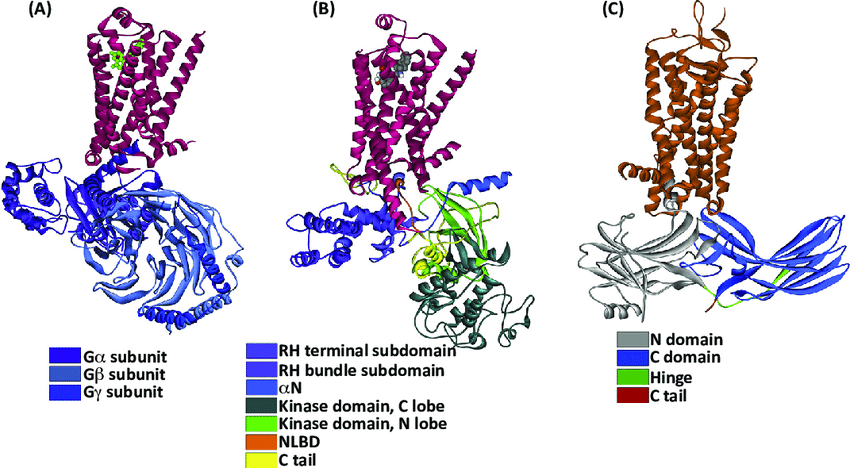 (A)
(B)
(C)
Gα subunit
Gβ subunit
Gγ subunit
RH terminal subdomain
RH bundle subdomain
αN
Kinase domain, C lobe
Kinase domain, N lobe
NLBD
C tail
N domain
C domain
Hinge
C tail